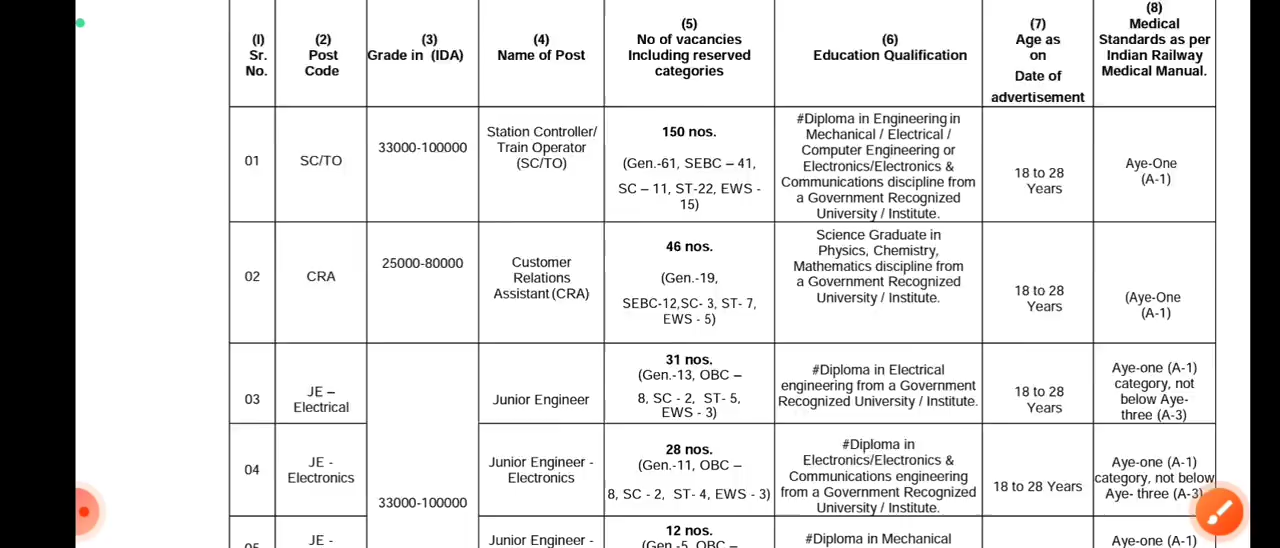 (I)
Sr.
No.
(2)
Post
Code
(3)
Grade in (IDA)
(4)
Name of Post
(5)
No of vacancies
Including reserved
categories
(6)
Education Qualification
(7)
Age as
on
Date of
advertisement
(8)
Medical
Standards as per
Indian Railway
Medical Manual.
01
SC/TO
33000-100000
Station Controller/
Train Operator
(SC/TO)
150 nos.
(Gen.-61, SEBC – 41,
SC – 11, ST-22, EWS -
15)
#Diploma in Engineering in
Mechanical / Electrical /
Computer Engineering or
Electronics/Electronics &
Communications discipline from
a Government Recognized
University / Institute.
18 to 28
Years
Aye-One
(A-1)
02
CRA
25000-80000
Customer
Relations
Assistant (CRA)
46 nos.
(Gen.-19,
SEBC-12,SC- 3, ST- 7,
EWS - 5)
Science Graduate in
Physics, Chemistry,
Mathematics discipline from
a Government Recognized
University / Institute.
18 to 28
Years
(Aye-One
(A-1)
03
JE –
Electrical
Junior Engineer
31 nos.
(Gen.-13, OBC –
8, SC - 2, ST- 5,
EWS - 3)
#Diploma in Electrical
engineering from a Government
Recognized University / Institute.
18 to 28
Years
Aye-one (A-1)
category, not
below Aye-
three (A-3)
04
JE -
Electronics
33000-100000
Junior Engineer -
Electronics
28 nos.
(Gen.-11, OBC –
8, SC - 2, ST- 4, EWS - 3)
#Diploma in
Electronics/Electronics &
Communications engineering
from a Government Recognized
University / Institute.
18 to 28 Years
Aye-one (A-1)
category, not below
Aye- three (A-3)
05
JE -
Junior Engineer -
12 nos.
(Gen.-5, OBC –
#Diploma in Mechanical
Aye-one (A-1)